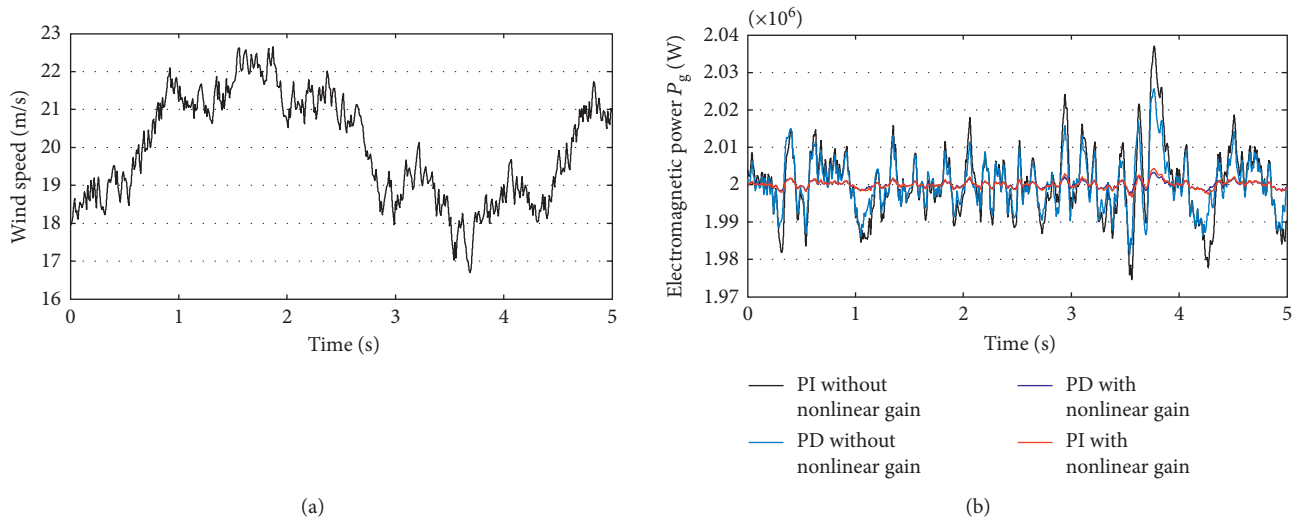 23
22
21
20
19
18
17
16
Wind speed (m/s)
0 1 2 3 4 5
Time (s)
(a)
(×10⁶)
2.04
2.03
2.02
2.01
2
1.99
1.98
1.97
Electromagnetic power Pg (W)
0 1 2 3 4 5
Time (s)
PI without
nonlinear gain
PD without
nonlinear gain
PD with
nonlinear gain
PI with
nonlinear gain
(b)